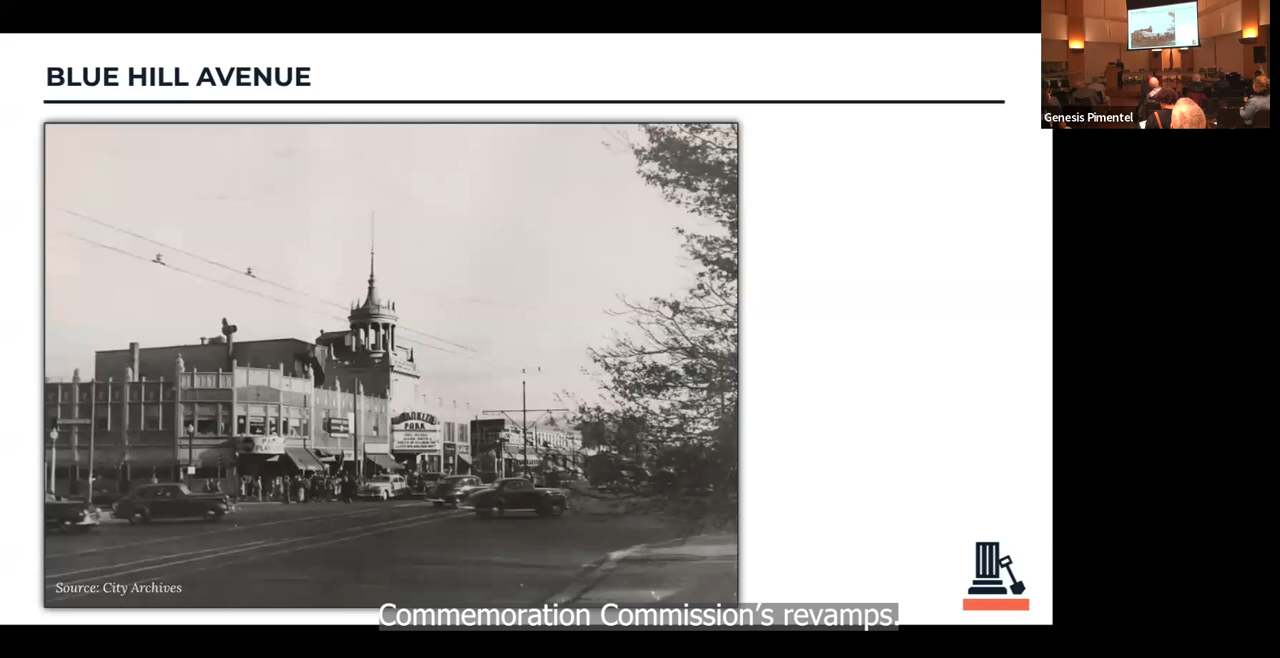 BLUE HILL AVENUE
Genesis Pimentel
PARK
Source: City Archives
Commemoration Commission's revamps.